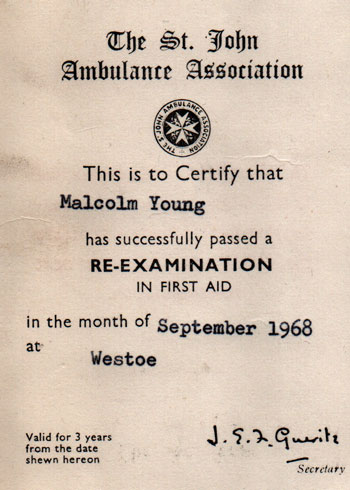 The St. John
Ambulance Association
THE ST JOHN AMBULANCE ASSOCIATION
This is to Certify that
Malcolm Young
has successfully passed a
RE-EXAMINATION
IN FIRST AID
in the month of September 1968
at
Westoe
Valid for 3 years
from the date
shewn hereon
J. E. 
Secretary